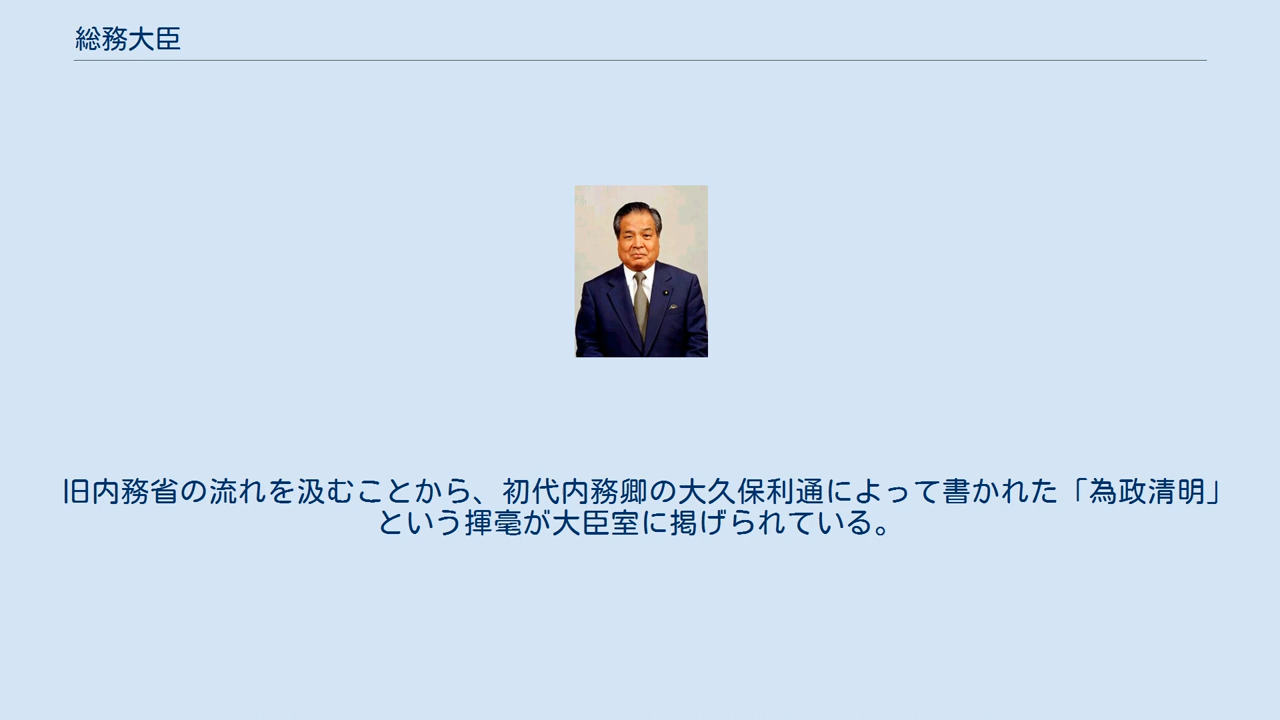 総務大臣
旧内務省の流れを汲むことから、初代内務卿の大久保利通によって書かれた「為政清明」
という揮毫が大臣室に掲げられている。